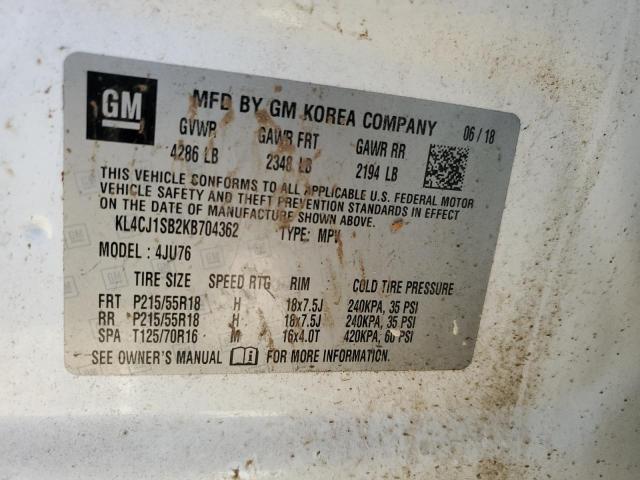 GM
MFD BY GM KOREA COMPANY 06 / 18
GVWR GAWR FRT GAWR RR
4286 LB 2348 LB 2194 LB
THIS VEHICLE CONFORMS TO ALL APPLICABLE U.S. FEDERAL MOTOR
VEHICLE SAFETY AND THEFT PREVENTION STANDARDS IN EFFECT
ON THE DATE OF MANUFACTURE SHOWN ABOVE.
KL4CJ1SB2KB704362 TYPE: MPV
MODEL : 4JU76
TIRE SIZE SPEED RTG RIM COLD TIRE PRESSURE
FRT P215/55R18 H 18x7.5J 240KPA, 35 PSI
RR P215/55R18 H 18x7.5J 240KPA, 35 PSI
SPA T125/70R16 M 16x4.0T 420KPA, 60 PSI
SEE OWNER'S MANUAL FOR MORE INFORMATION.